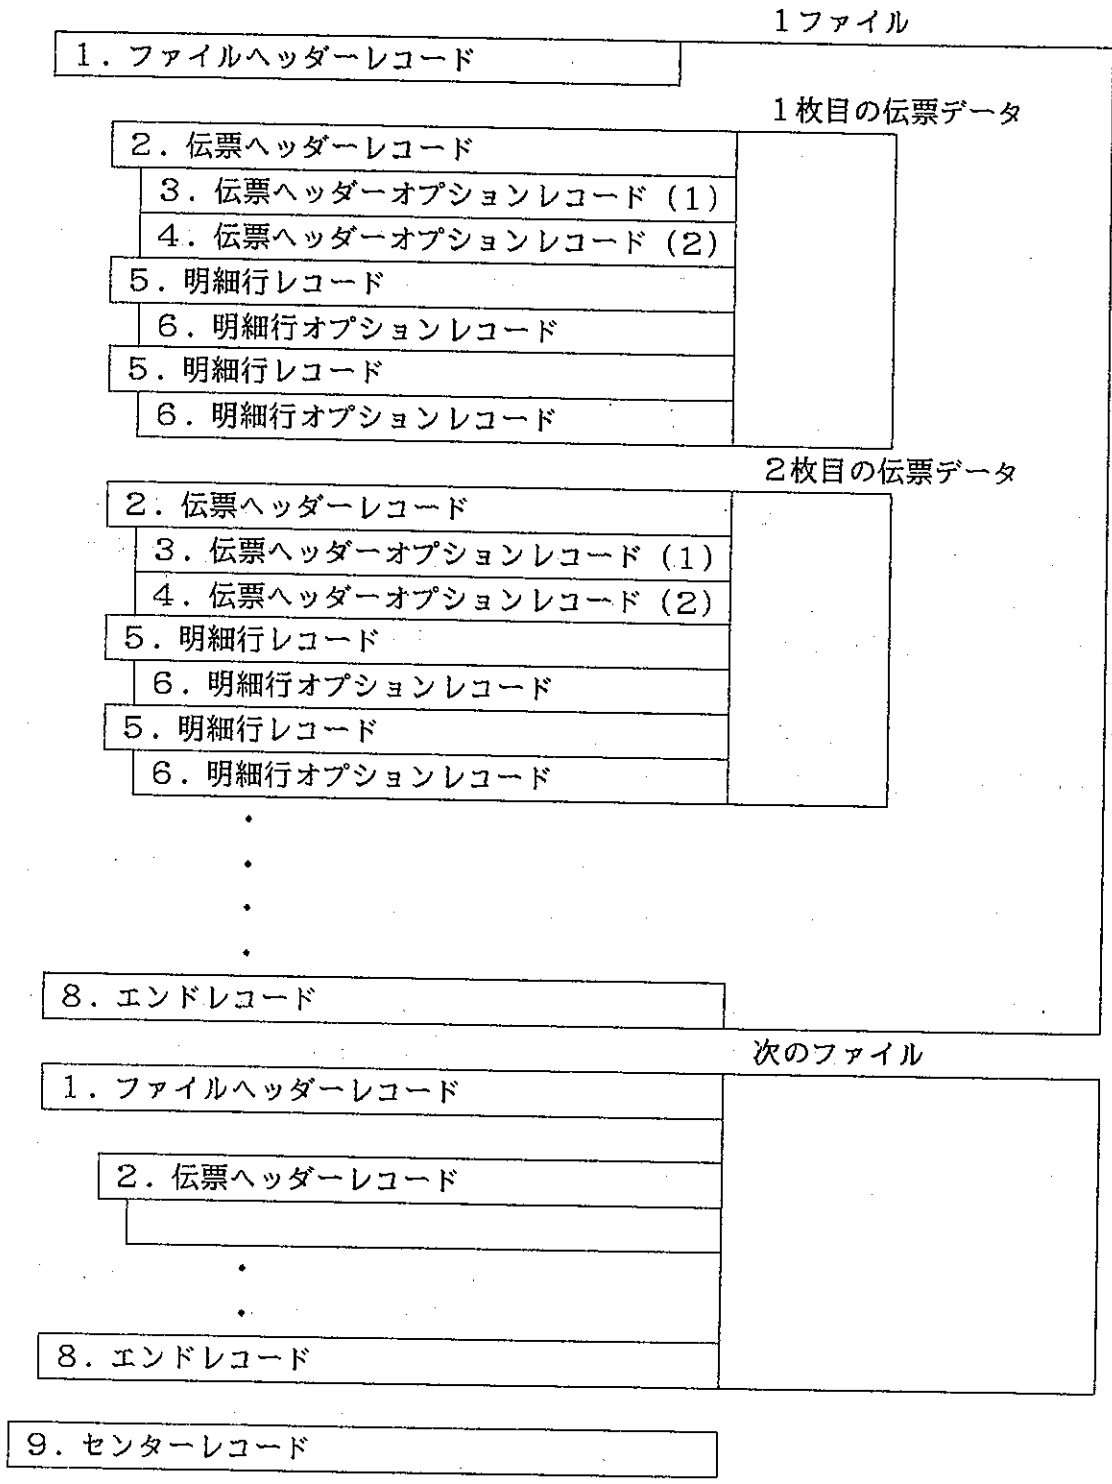 1ファイル
1. ファイルヘッダーレコード
1枚目の伝票データ
2. 伝票ヘッダーレコード
3. 伝票ヘッダーオプションレコード (1)
4. 伝票ヘッダーオプションレコード (2)
5. 明細行レコード
6. 明細行オプションレコード
5. 明細行レコード
6. 明細行オプションレコード
2枚目の伝票データ
2. 伝票ヘッダーレコード
3. 伝票ヘッダーオプションレコード (1)
4. 伝票ヘッダーオプションレコード (2)
5. 明細行レコード
6. 明細行オプションレコード
5. 明細行レコード
6. 明細行オプションレコード
8. エンドレコード
次のファイル
1. ファイルヘッダーレコード
2. 伝票ヘッダーレコード
8. エンドレコード
9. センターレコード